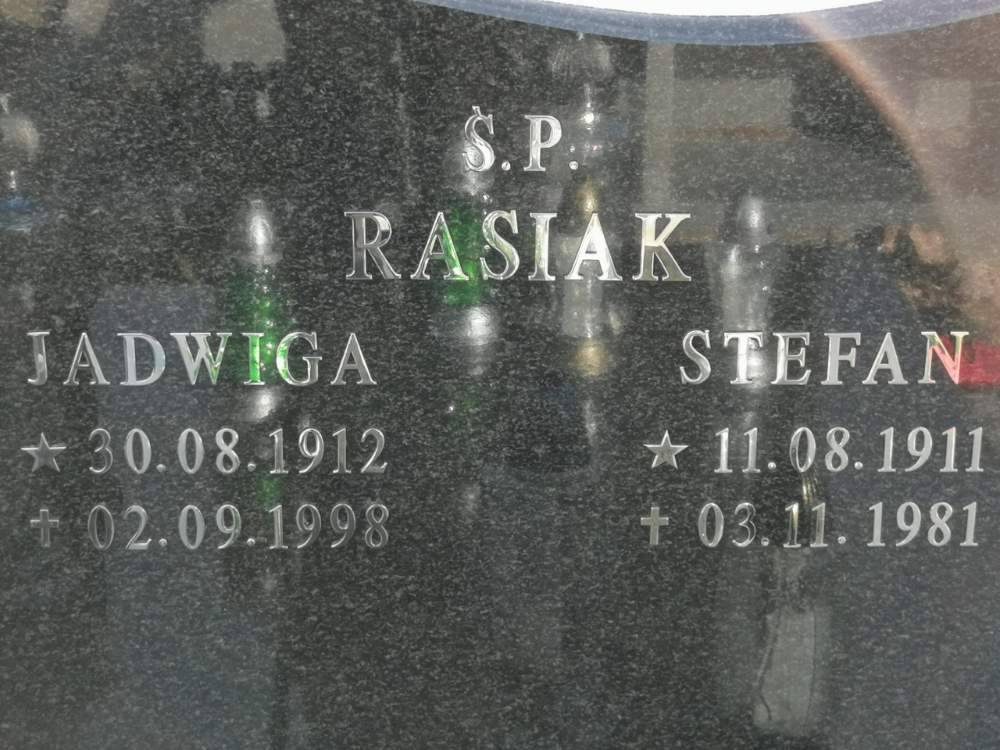 Ś.P.
RASIAK
JADWIGA
★ 30.08.1912
✝ 02.09.1998
STEFAN
★ 11.08.1911
✝ 03.11.1981